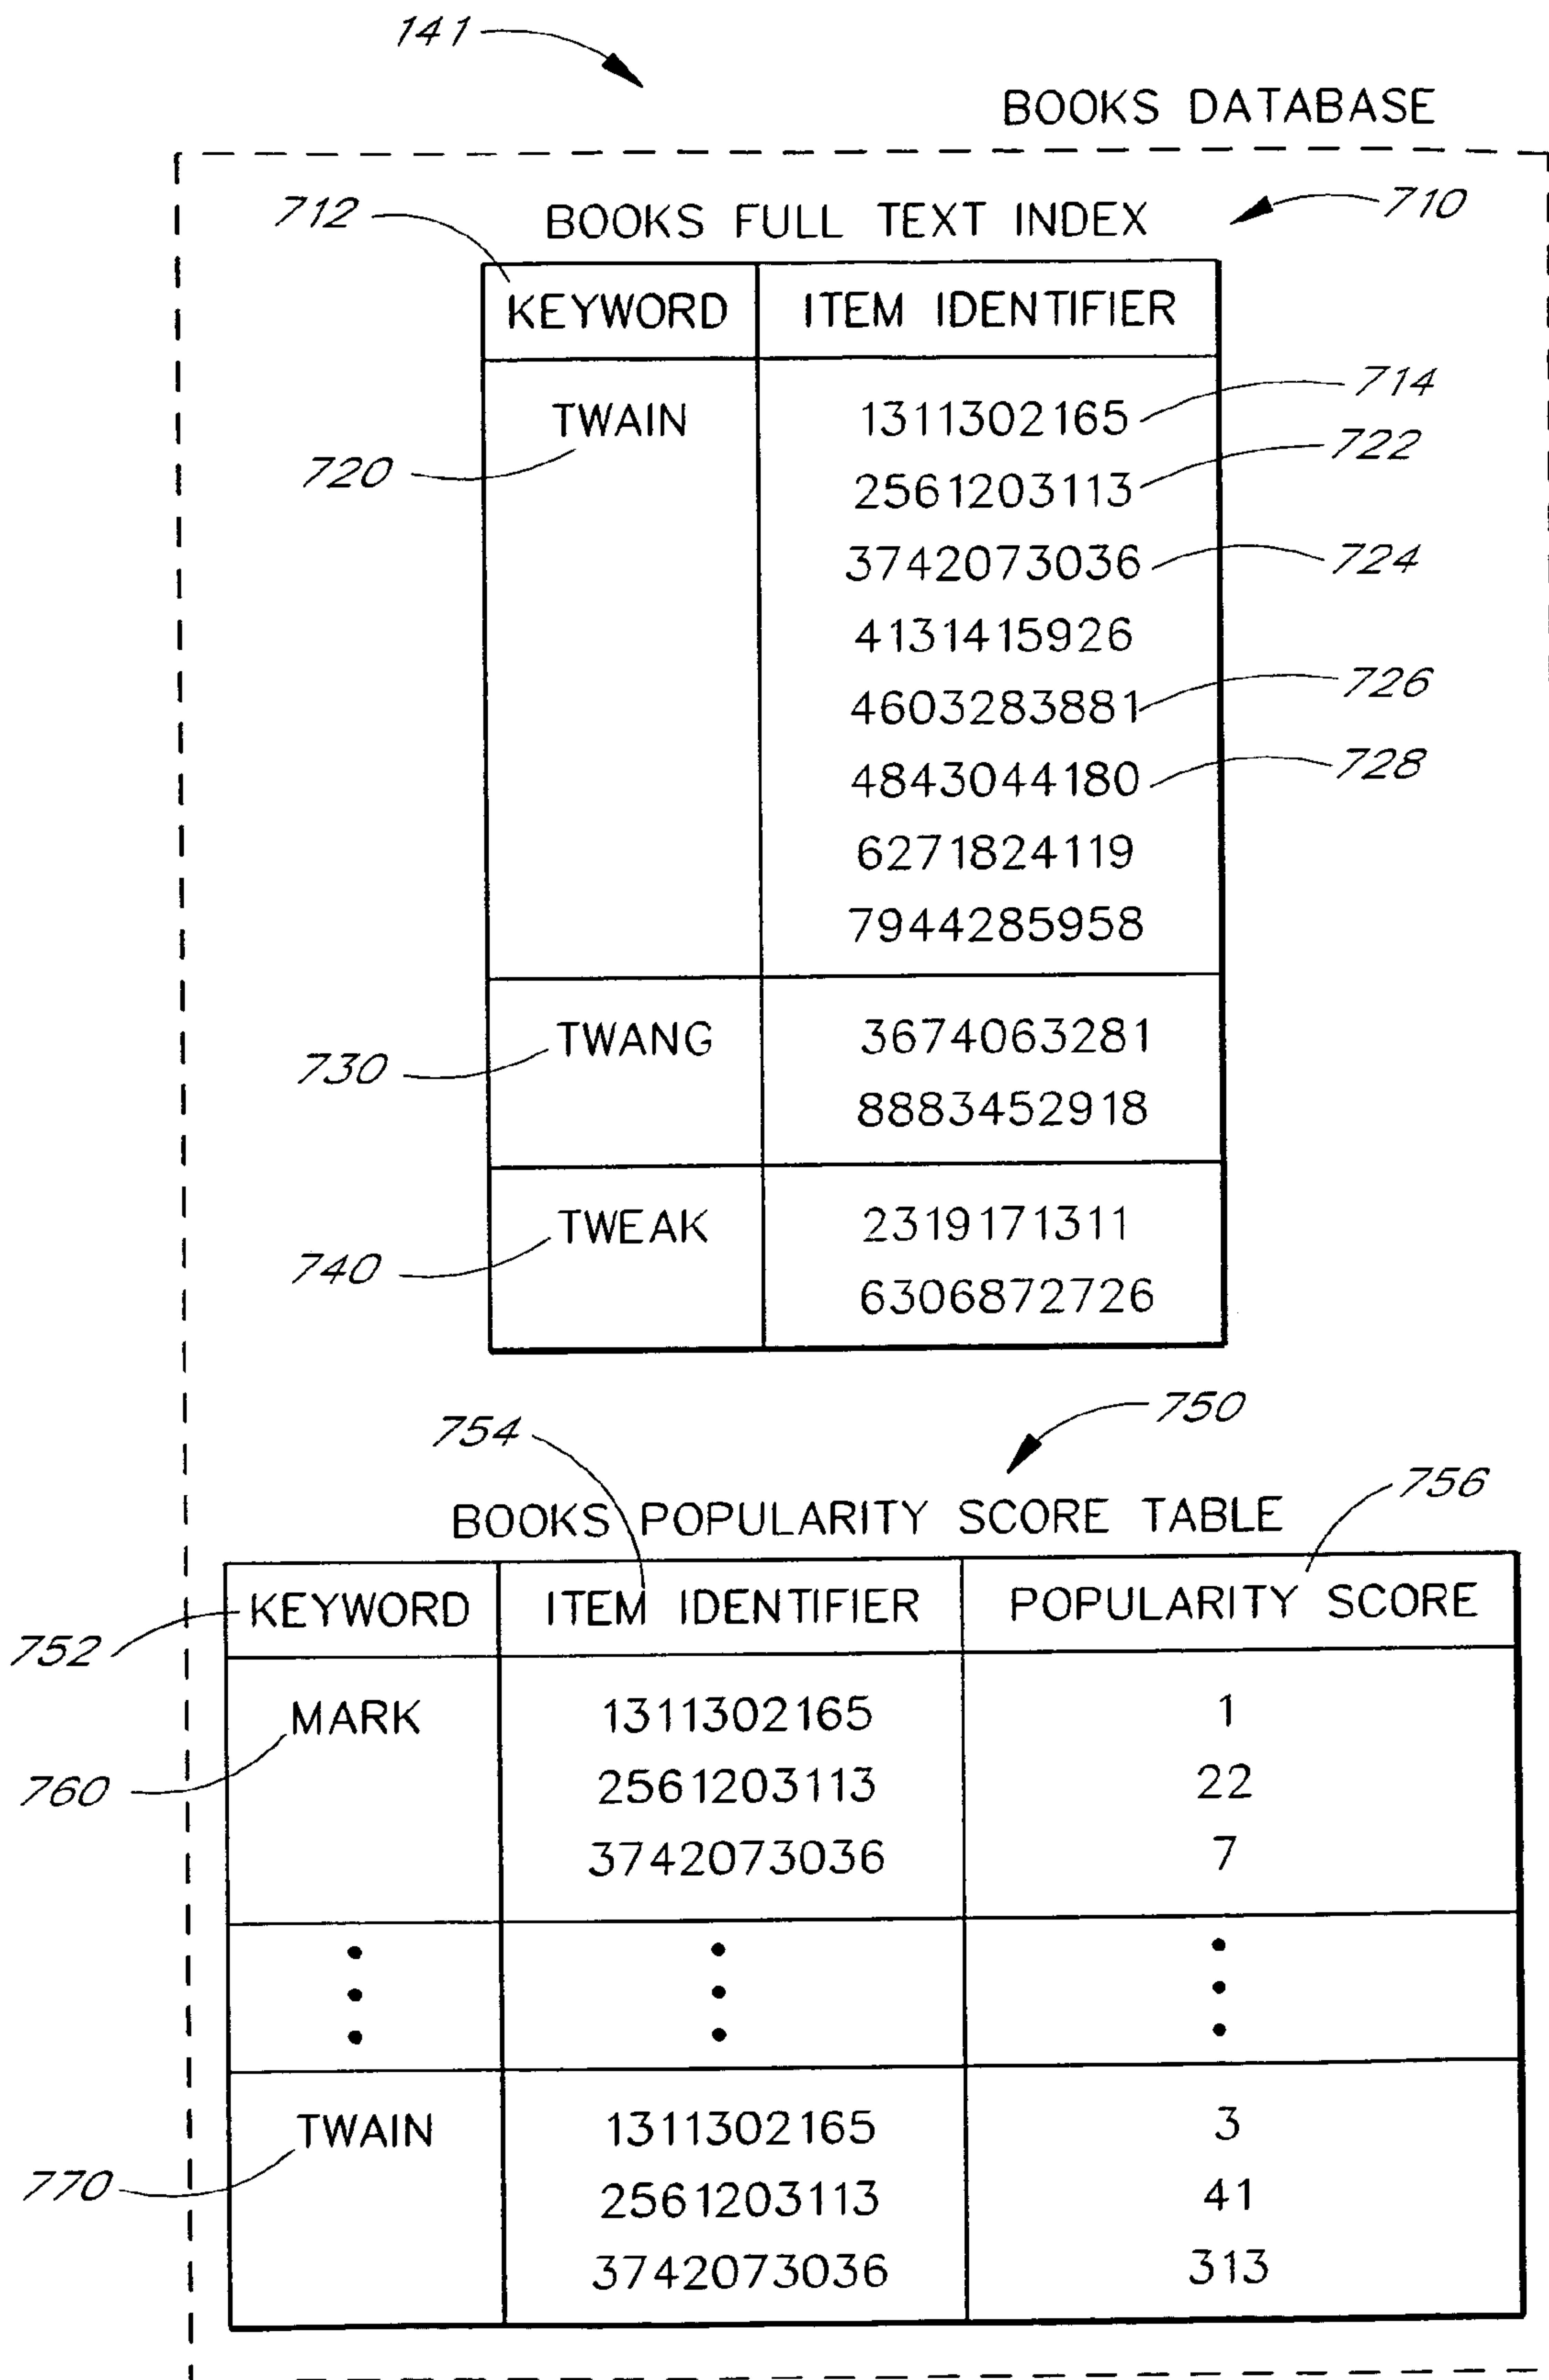 141
BOOKS DATABASE
712 BOOKS FULL TEXT INDEX 710
KEYWORD ITEM IDENTIFIER
TWAIN 1311302165 714
720 2561203113 722
3742073036 724
4131415926
4603283881 726
4843044180 728
6271824119
7944285958
TWANG 3674063281
730 8883452918
TWEAK 2319171311
740 6306872726
754 750
BOOKS POPULARITY SCORE TABLE 756
KEYWORD ITEM IDENTIFIER POPULARITY SCORE
752
MARK 1311302165 1
760 2561203113 22
3742073036 7
TWAIN 1311302165 3
770 2561203113 41
3742073036 313